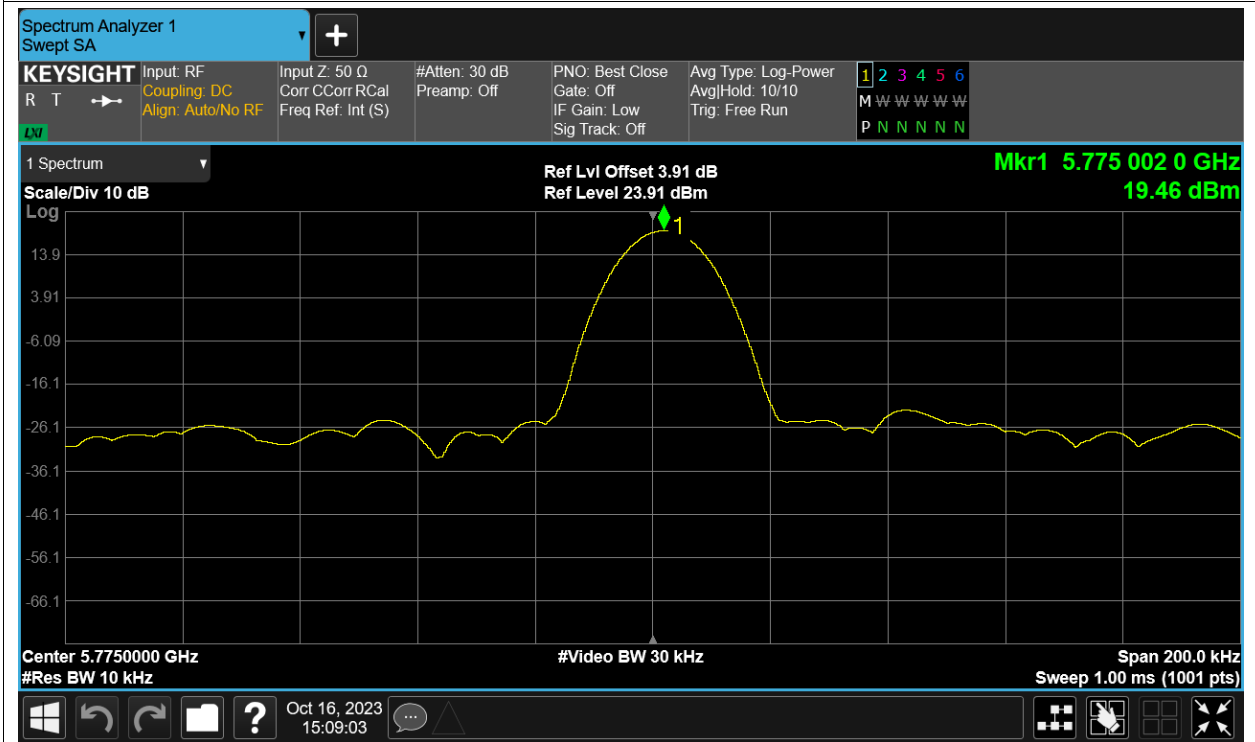 Spectrum Analyzer 1
Swept SA
+
KEYSIGHT
R T
LXI
Input: RF
Coupling: DC
Align: Auto/No RF
Input Z: 50 Ω
Corr CCorr RCal
Freq Ref: Int (S)
#Atten: 30 dB
Preamp: Off
PNO: Best Close
Gate: Off
IF Gain: Low
Sig Track: Off
Avg Type: Log-Power
Avg|Hold: 10/10
Trig: Free Run
1 2 3 4 5 6
M W W W W W
P N N N N N
1 Spectrum
Scale/Div 10 dB
Log
Ref Lvl Offset 3.91 dB
Ref Level 23.91 dBm
Mkr1 5.775 002 0 GHz
19.46 dBm
1
13.9
3.91
-6.09
-16.1
-26.1
-36.1
-46.1
-56.1
-66.1
Center 5.7750000 GHz
#Video BW 30 kHz
Span 200.0 kHz
#Res BW 10 kHz
Sweep 1.00 ms (1001 pts)
?
Oct 16, 2023
15:09:03